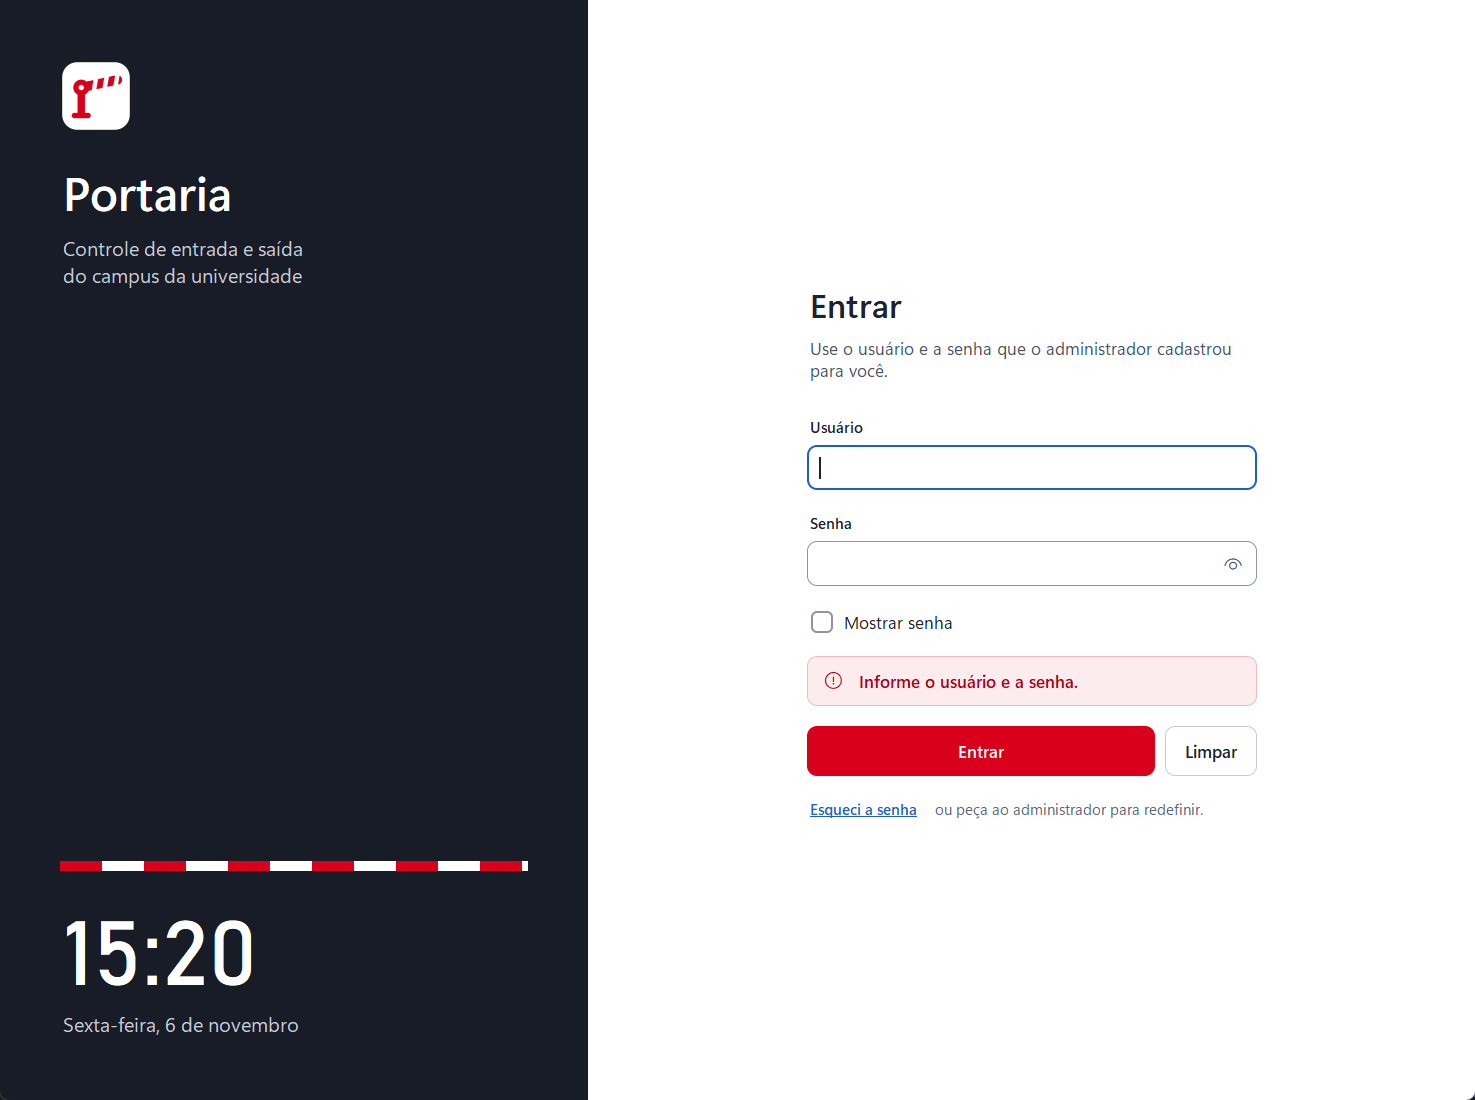 Portaria
Controle de entrada e saída
do campus da universidade
15:20
Sexta-feira, 6 de novembro
Entrar
Use o usuário e a senha que o administrador cadastrou
para você.
Usuário
Senha
Mostrar senha
Informe o usuário e a senha.
Entrar
Limpar
Esqueci a senha ou peça ao administrador para redefinir.